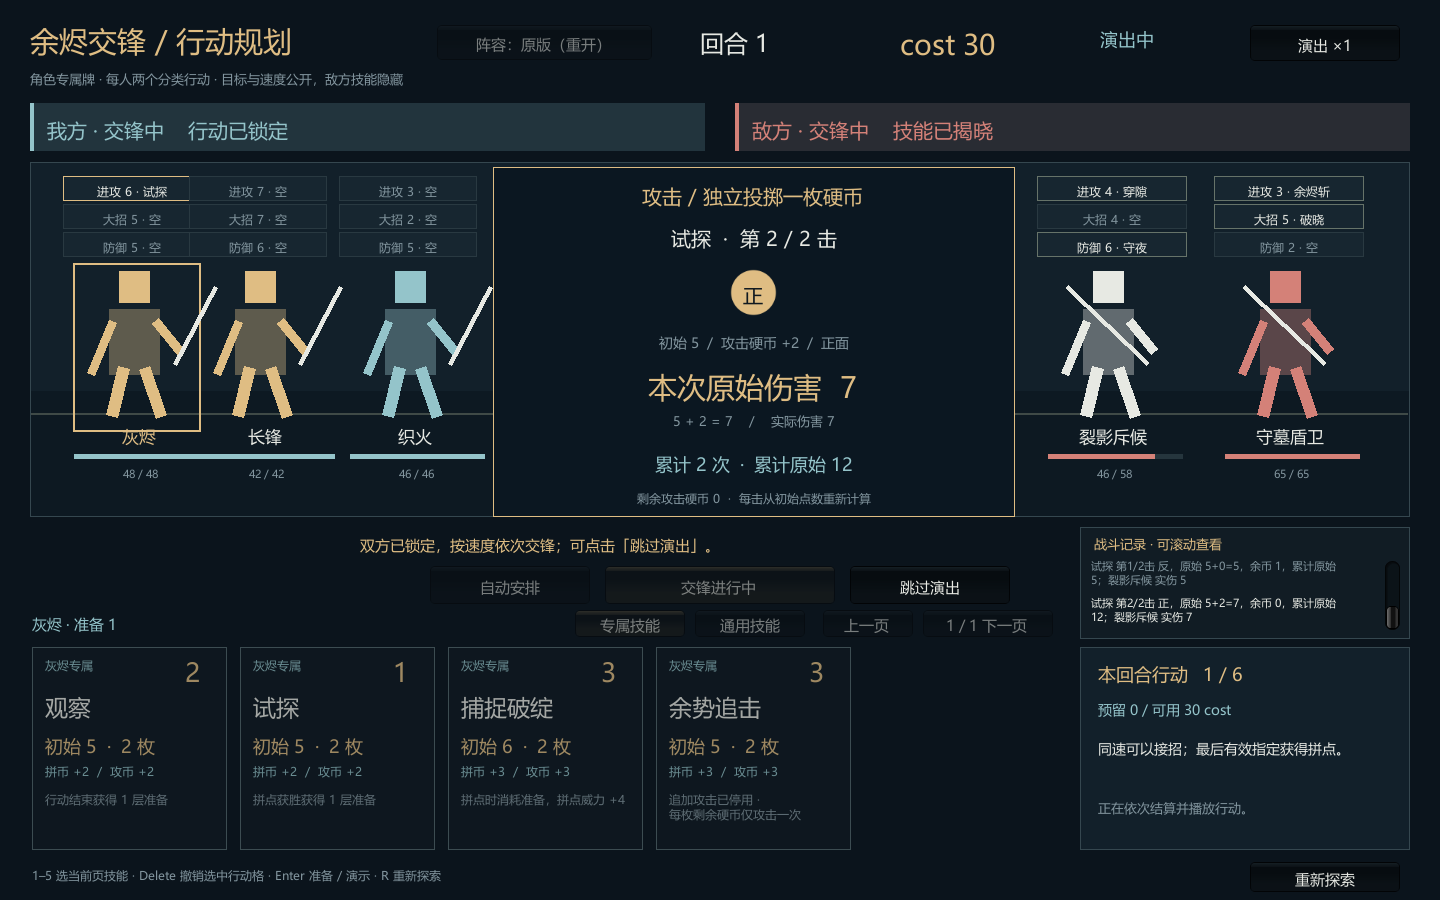 余烬交锋 / 行动规划
阵容：原版（重开）
回合 1
cost 30
演出中
演出 ×1
角色专属牌 · 每人两个分类行动 · 目标与速度公开，敌方技能隐藏
我方 · 交锋中 行动已锁定
敌方 · 交锋中 技能已揭晓
进攻 6 · 试探
进攻 7 · 空
进攻 3 · 空
大招 5 · 空
大招 7 · 空
大招 2 · 空
防御 5 · 空
防御 6 · 空
防御 5 · 空
攻击 / 独立投掷一枚硬币
试探 · 第 2 / 2 击
正
初始 5 / 攻击硬币 +2 / 正面
本次原始伤害 7
5 + 2 = 7 / 实际伤害 7
累计 2 次 · 累计原始 12
剩余攻击硬币 0 · 每击从初始点数重新计算
进攻 4 · 穿隙
进攻 3 · 余烬斩
大招 4 · 空
大招 5 · 破晓
防御 6 · 守夜
防御 2 · 空
灰烬
长锋
织火
裂影斥候
守墓盾卫
48 / 48
42 / 42
46 / 46
46 / 58
65 / 65
双方已锁定，按速度依次交锋；可点击「跳过演出」。
自动安排
交锋进行中
跳过演出
战斗记录 · 可滚动查看
试探 第1/2击 反，原始 5+0=5，余币 1，累计原始
5；裂影斥候 实伤 5
试探 第2/2击 正，原始 5+2=7，余币 0，累计原始
12；裂影斥候 实伤 7
灰烬 · 准备 1
专属技能
通用技能
上一页
1 / 1 下一页
灰烬专属
2
观察
初始 5 · 2 枚
拼币 +2 / 攻币 +2
行动结束获得 1 层准备
灰烬专属
1
试探
初始 5 · 2 枚
拼币 +2 / 攻币 +2
拼点获胜获得 1 层准备
灰烬专属
3
捕捉破绽
初始 6 · 2 枚
拼币 +3 / 攻币 +3
拼点时消耗准备，拼点威力 +4
灰烬专属
3
余势追击
初始 5 · 2 枚
拼币 +3 / 攻币 +3
追加攻击已停用 ·
每枚剩余硬币仅攻击一次
本回合行动 1 / 6
预留 0 / 可用 30 cost
同速可以接招；最后有效指定获得拼点。
正在依次结算并播放行动。
1–5 选当前页技能 · Delete 撤销选中行动格 · Enter 准备 / 演示 · R 重新探索
重新探索